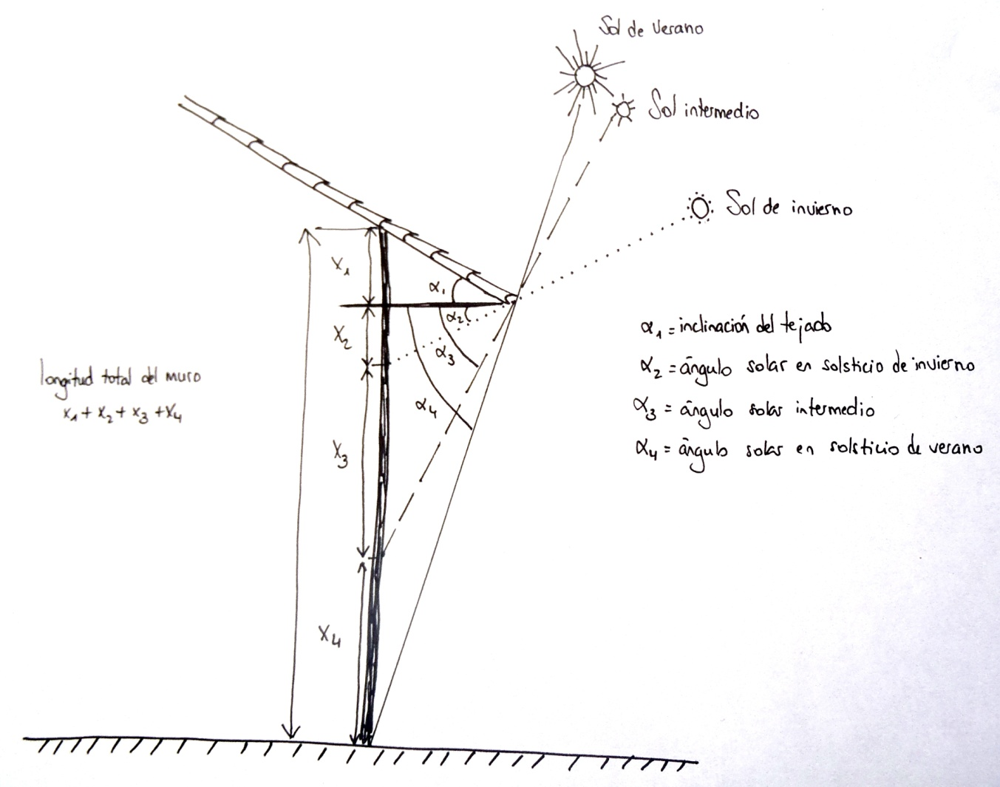 Sol de verano
Sol intermedio
Sol de invierno
x₁
α₁
α₂
x₂
α₃
α₄
x₃
x₄
longitud total del muro
x₁ + x₂ + x₃ + x₄
α₁ = inclinación del tejado
α₂ = ángulo solar en solsticio de invierno
α₃ = ángulo solar intermedio
α₄ = ángulo solar en solsticio de verano